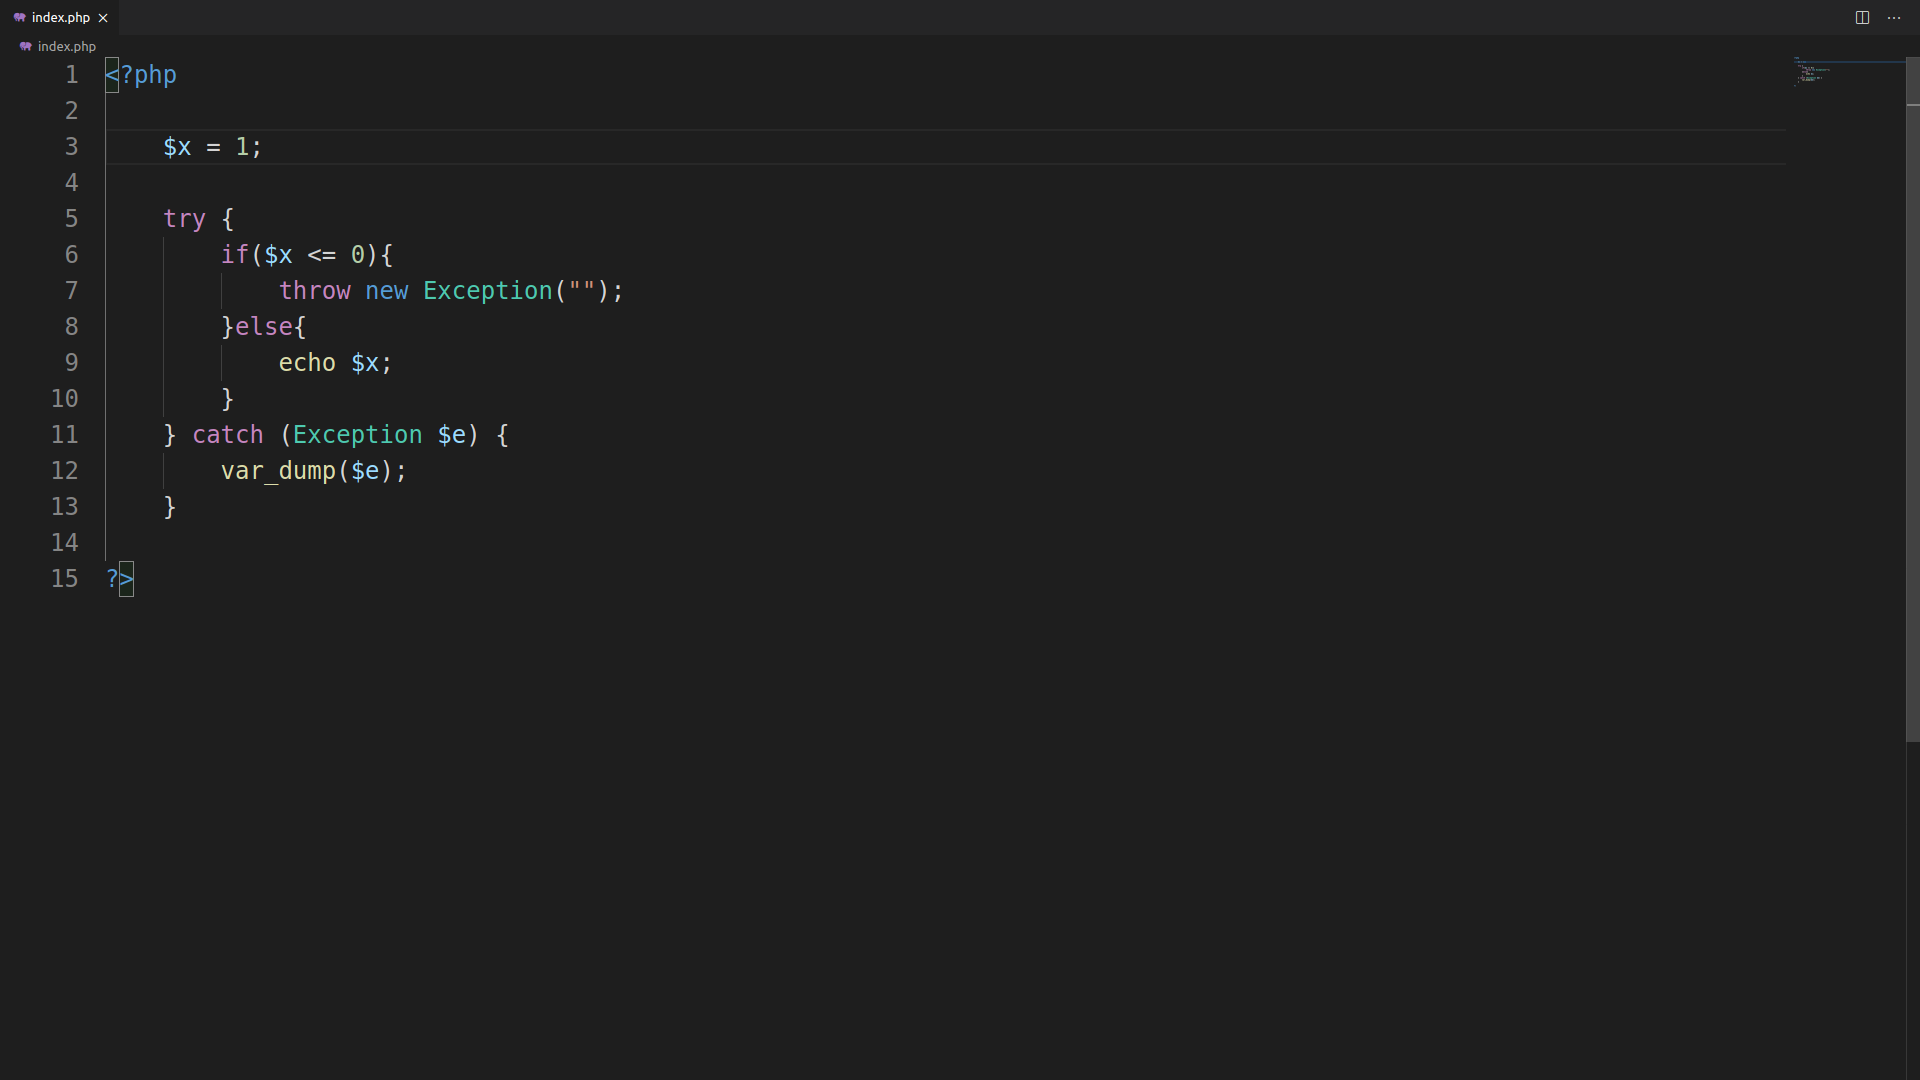 index.php
index.php
1 <?php
2
3 $x = 1;
4
5 try {
6 if($x <= 0){
7 throw new Exception("");
8 }else{
9 echo $x;
10 }
11 } catch (Exception $e) {
12 var_dump($e);
13 }
14
15 ?>